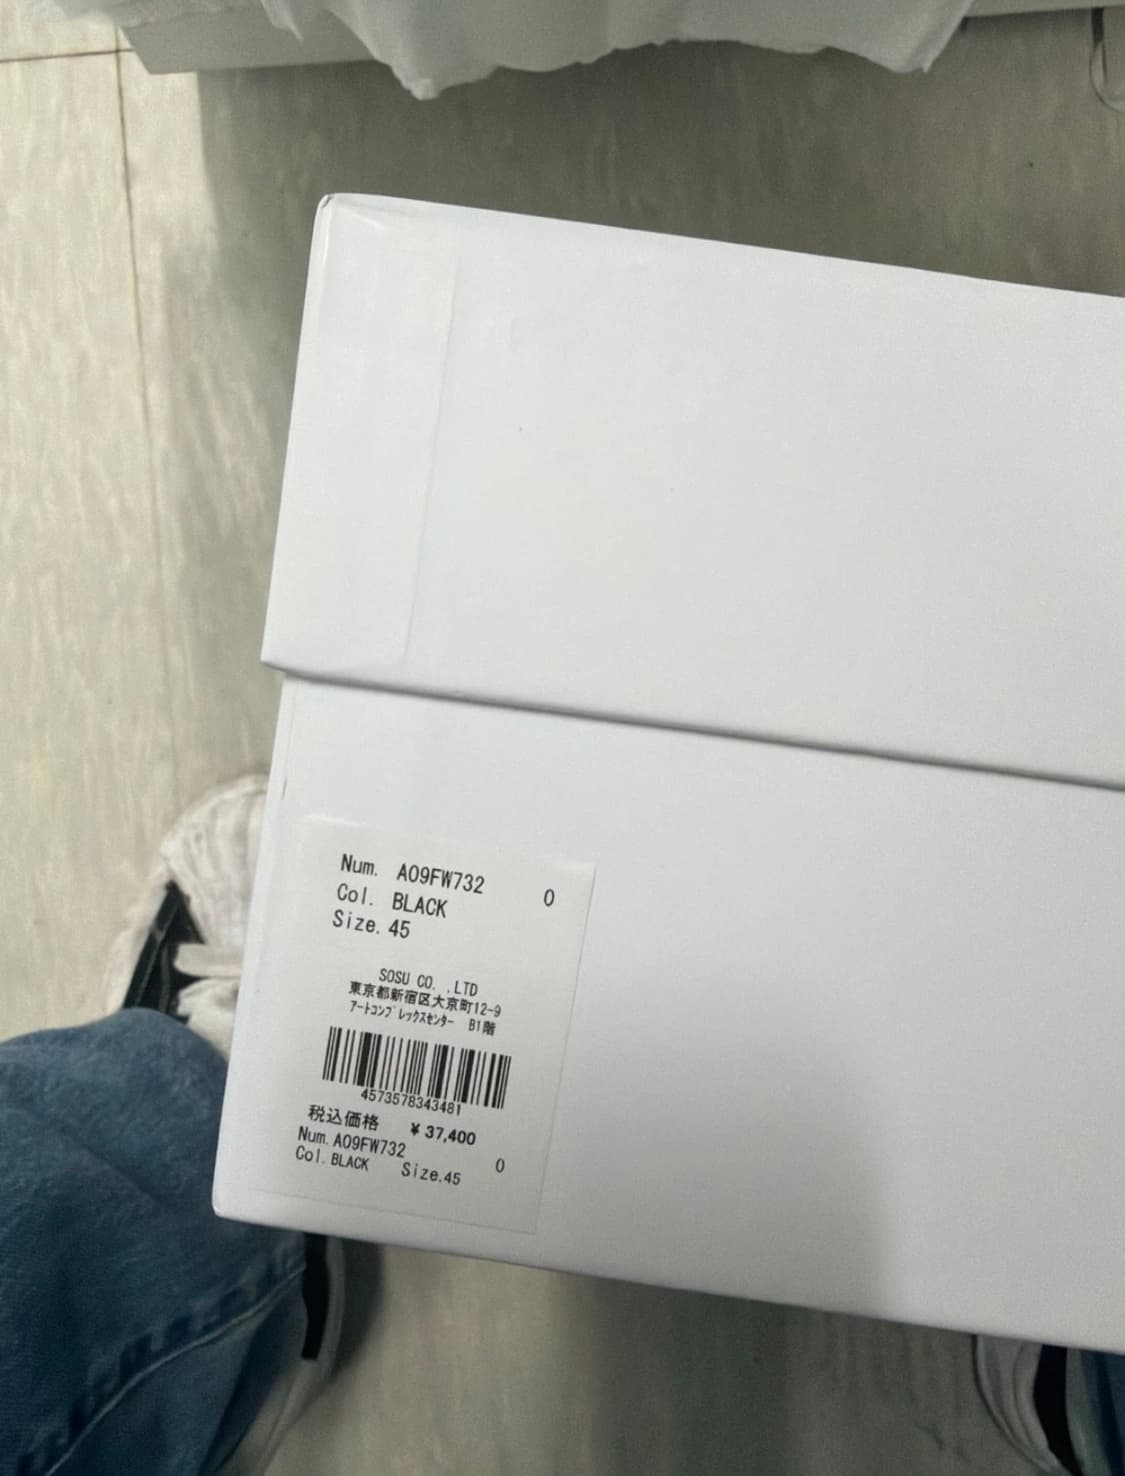 Num. A09FW732 0
Col. BLACK
Size. 45
SOSU CO. ,LTD
東京都新宿区大京町12-9
アートコンプレックスセンター B1階
4573578343481
税込価格 ¥37,400
Num. A09FW732 0
Col. BLACK Size. 45